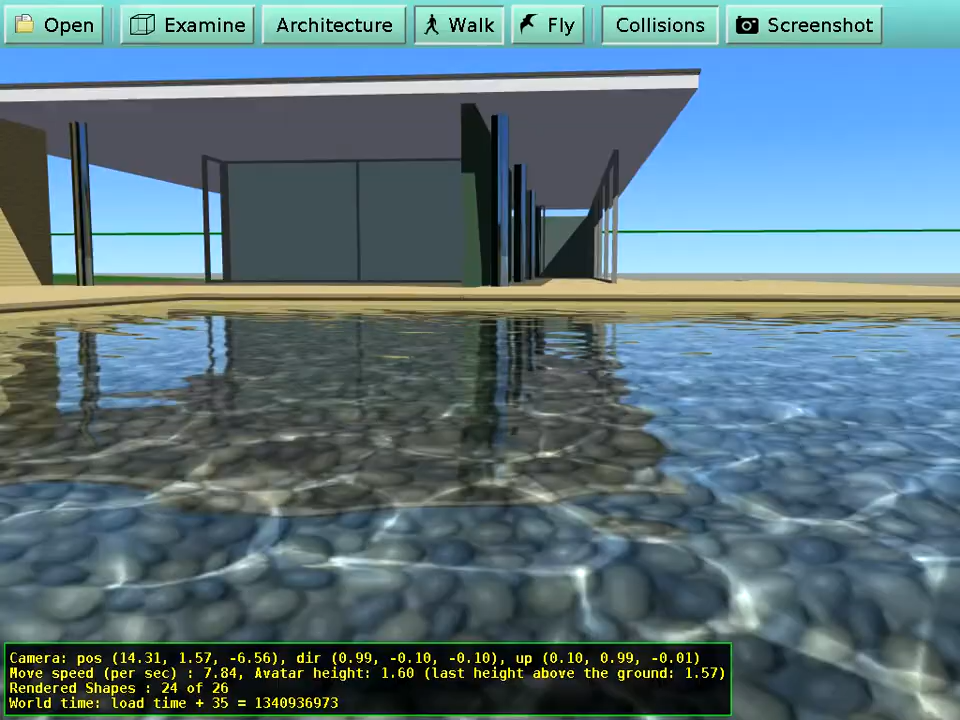 Open Examine Architecture Walk Fly Collisions Screenshot
Camera: pos (14.31, 1.57, -6.56), dir (0.99, -0.10, -0.10), up (0.10, 0.99, -0.01)
Move speed (per sec) : 7.84, Avatar height: 1.60 (last height above the ground: 1.57)
Rendered Shapes : 24 of 26
World time: load time + 35 = 1340936973